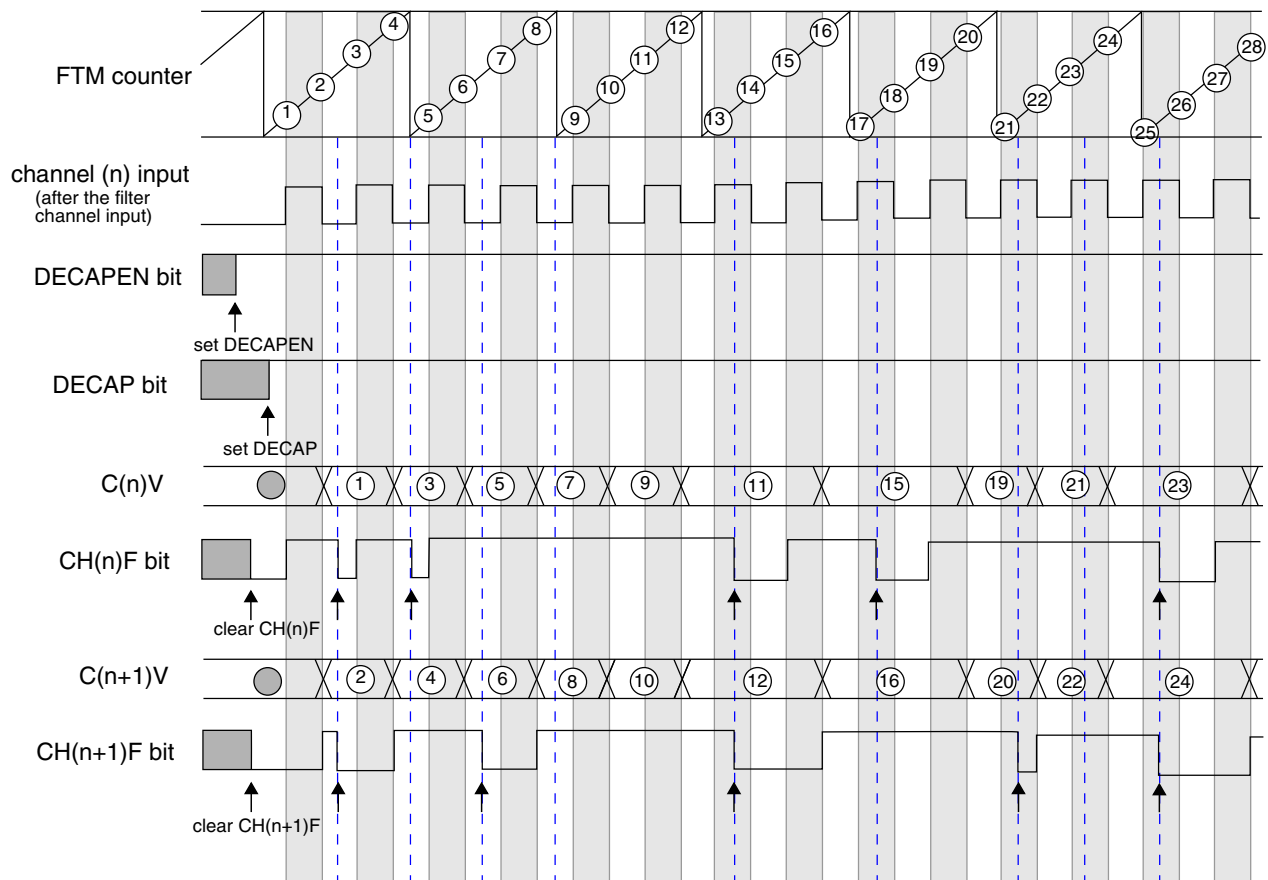 FTM counter
1 2 3 4 5 6 7 8 9 10 11 12 13 14 15 16 17 18 19 20 21 22 23 24 25 26 27 28
channel (n) input
(after the filter
channel input)
DECAPEN bit
set DECAPEN
DECAP bit
set DECAP
C(n)V
1 3 5 7 9 11 15 19 21 23
CH(n)F bit
clear CH(n)F
C(n+1)V
2 4 6 8 10 12 16 20 22 24
CH(n+1)F bit
clear CH(n+1)F